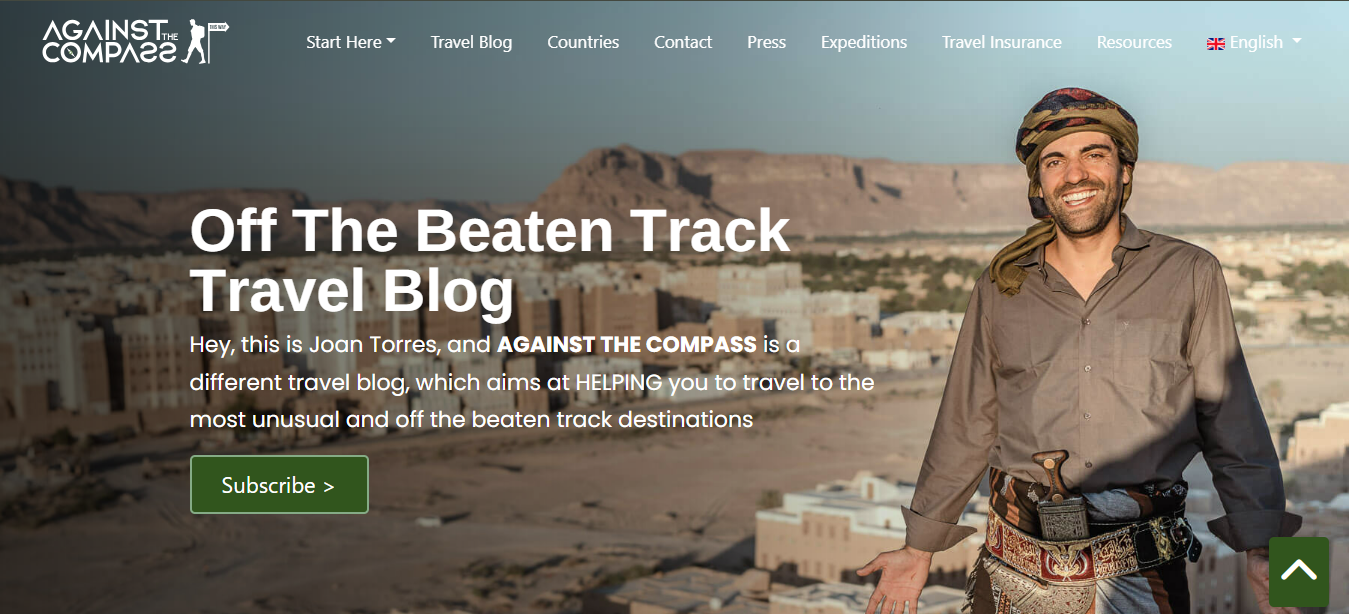 AGAINST THE
COMPASS
THIS WAY
Start Here
Travel Blog
Countries
Contact
Press
Expeditions
Travel Insurance
Resources
English
Off The Beaten Track
Travel Blog
Hey, this is Joan Torres, and AGAINST THE COMPASS is a
different travel blog, which aims at HELPING you to travel to the
most unusual and off the beaten track destinations
Subscribe >